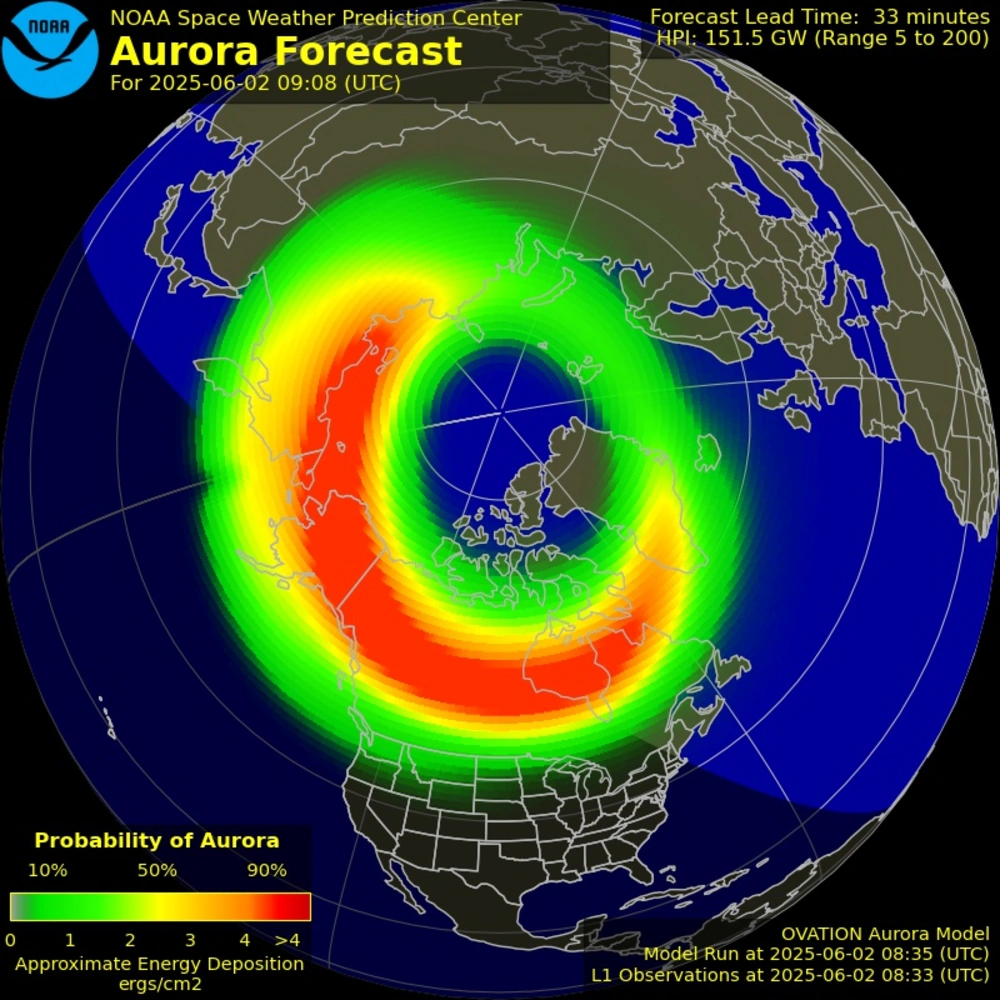 NOAA
NOAA Space Weather Prediction Center
Aurora Forecast
For 2025-06-02 09:08 (UTC)
Forecast Lead Time: 33 minutes
HPI: 151.5 GW (Range 5 to 200)
Probability of Aurora
10% 50% 90%
0 1 2 3 4 >4
Approximate Energy Deposition
ergs/cm2
OVATION Aurora Model
Model Run at 2025-06-02 08:35 (UTC)
L1 Observations at 2025-06-02 08:33 (UTC)